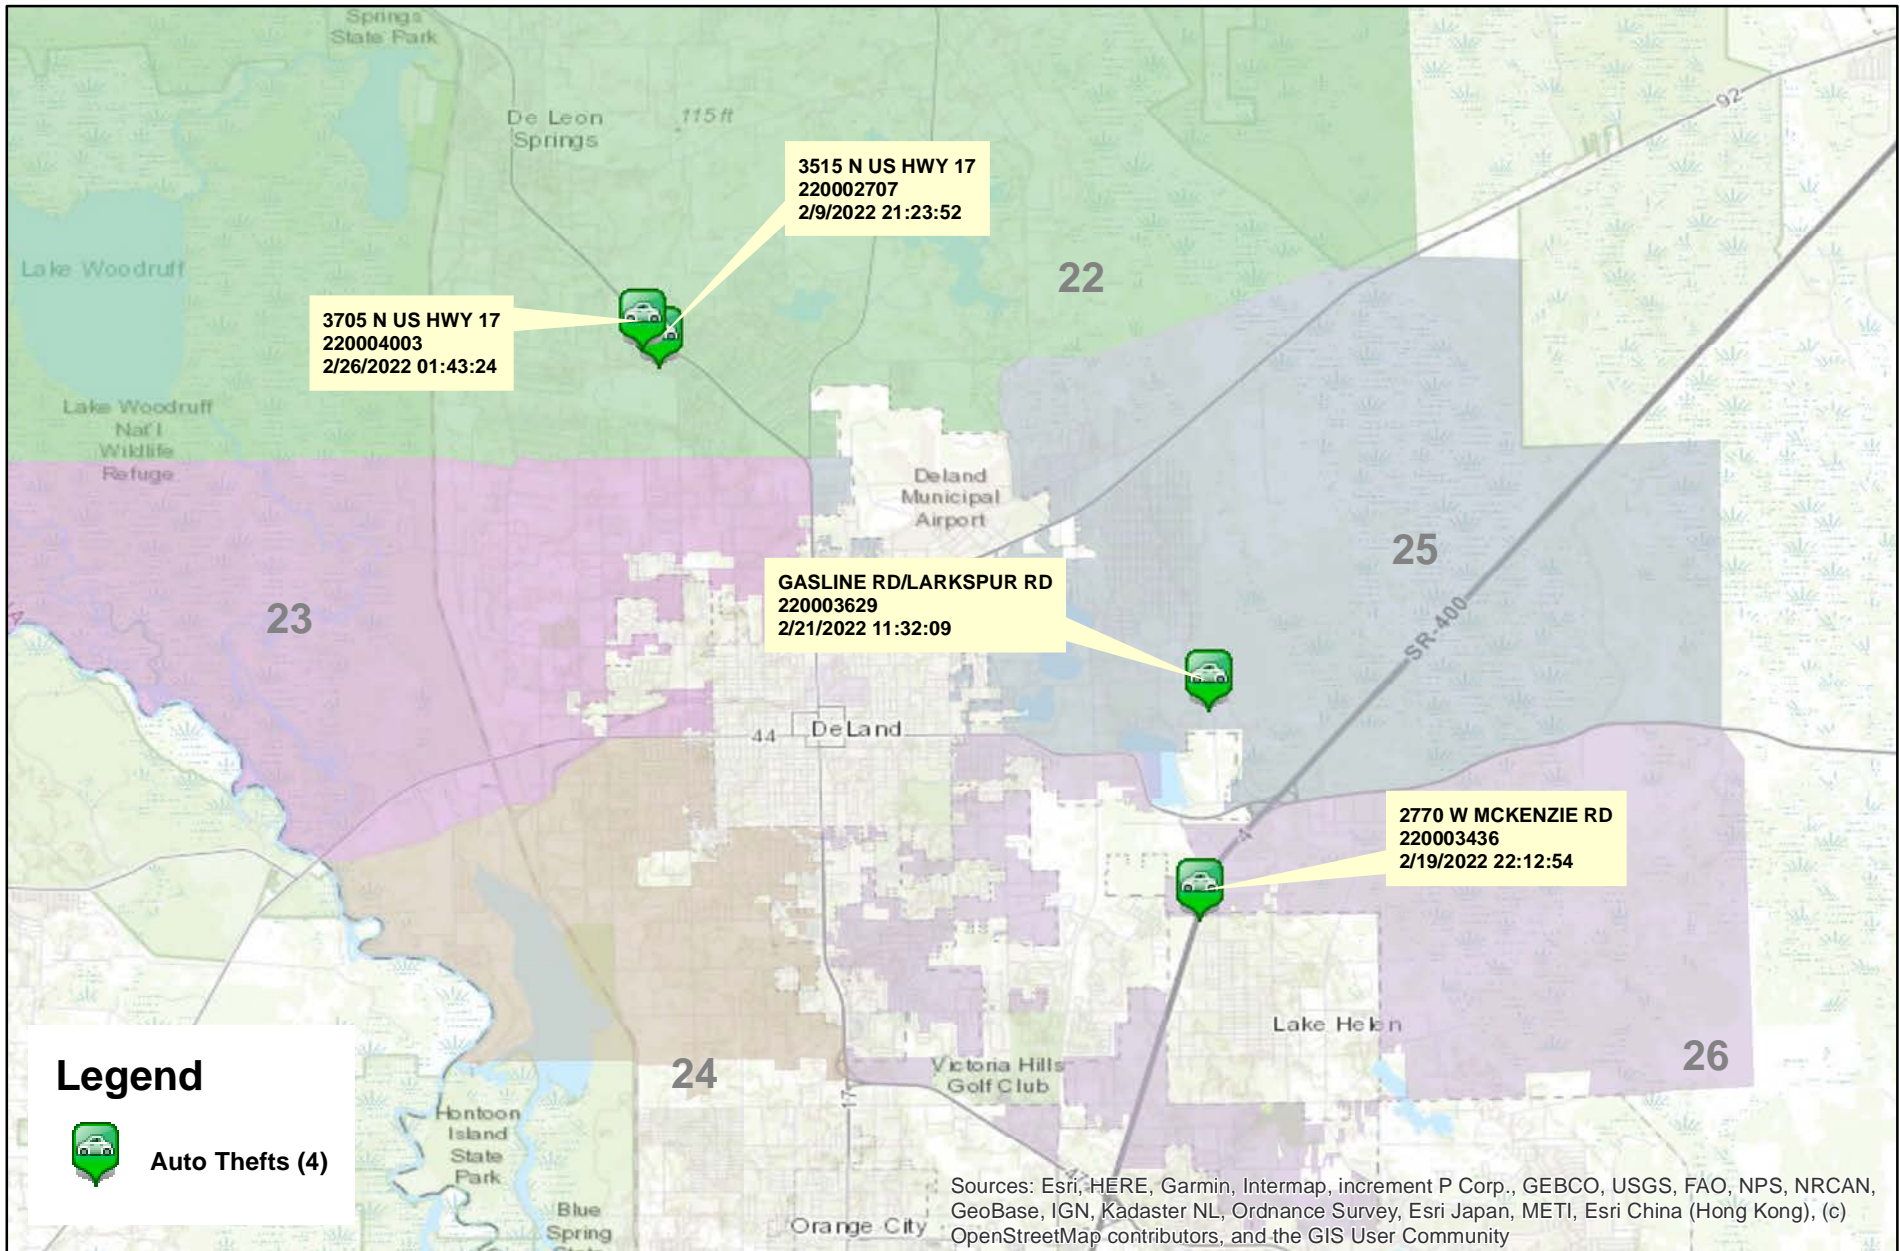 Springs
State Park
De Leon
Springs
115 ft
92
3515 N US HWY 17
220002707
2/9/2022 21:23:52
Lake Woodruff
22
3705 N US HWY 17
220004003
2/26/2022 01:43:24
Lake Woodruff
Nat'l
Wildlife
Refuge
Deland
Municipal
Airport
25
GASLINE RD/LARKSPUR RD
220003629
2/21/2022 11:32:09
23
SR-400
44
DeLand
2770 W MCKENZIE RD
220003436
2/19/2022 22:12:54
4
Lake Helen
26
24
Victoria Hills
Golf Club
17
Hontoon
Island
State
Park
Blue
Spring
Orange City
47
Legend
Auto Thefts (4)
Sources: Esri, HERE, Garmin, Intermap, increment P Corp., GEBCO, USGS, FAO, NPS, NRCAN,
GeoBase, IGN, Kadaster NL, Ordnance Survey, Esri Japan, METI, Esri China (Hong Kong), (c)
OpenStreetMap contributors, and the GIS User Community